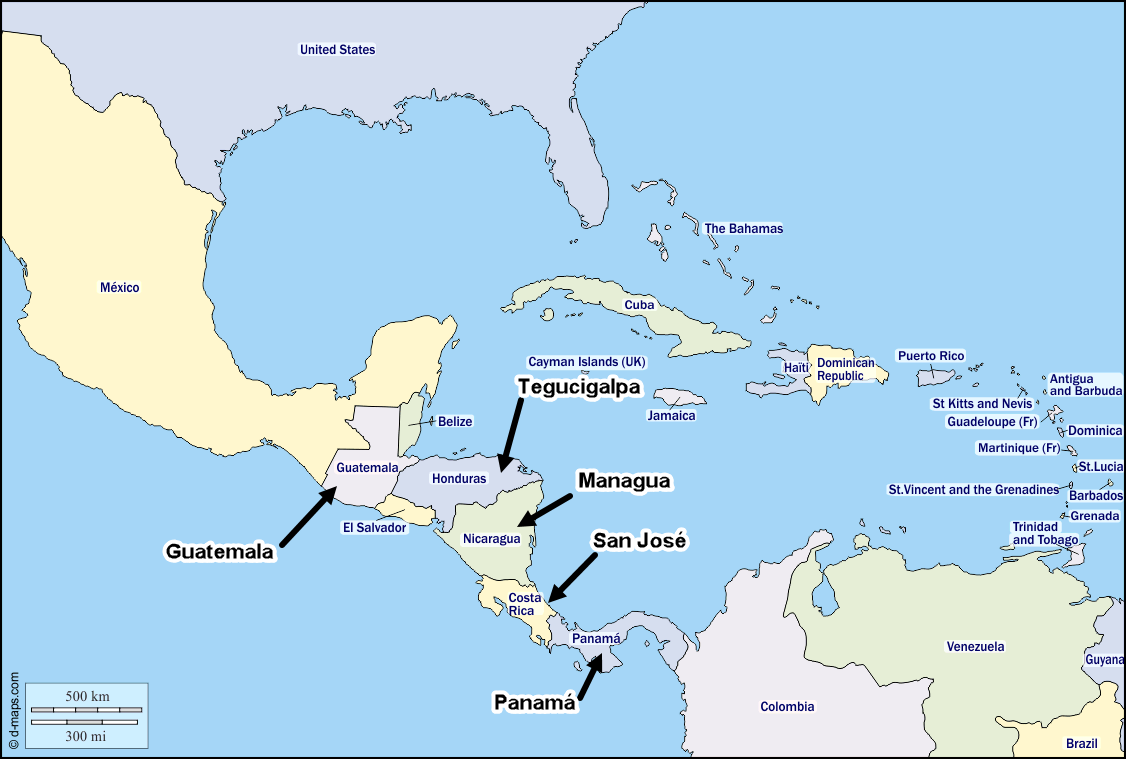 United States
The Bahamas
México
Cuba
Cayman Islands (UK)
Haïti
Dominican
Republic
Puerto Rico
Antigua
and Barbuda
Tegucigalpa
St Kitts and Nevis
Jamaica
Belize
Guadeloupe (Fr)
Dominica
Martinique (Fr)
Guatemala
Honduras
St.Lucia
Managua
St.Vincent and the Grenadines
Barbados
Grenada
El Salvador
Trinidad
and Tobago
Nicaragua
San José
Guatemala
Costa
Rica
Panamá
Venezuela
Guyana
Panamá
Colombia
Brazil
500 km
300 mi
© d-maps.com